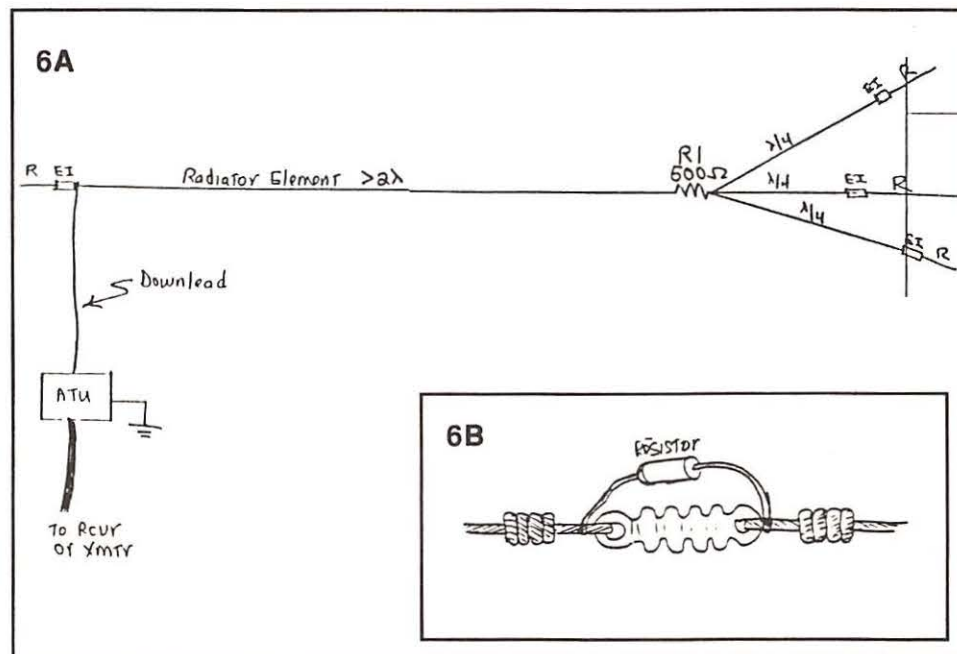 6A
R EI
Radiator Element >2λ
R1
600Ω
λ/4
EI
R
λ/4
EI
R
λ/4
EI
R
Downlead
ATU
To Rcvr
or Xmtr
6B
RESISTOR